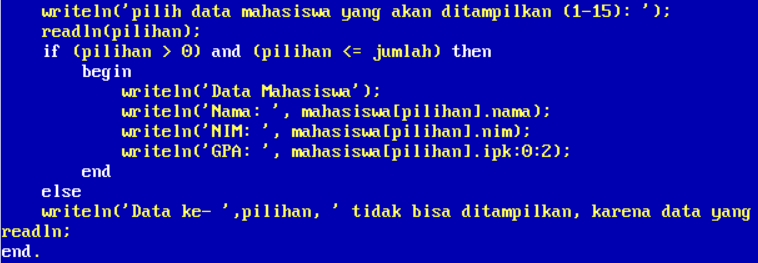 writeln('pilih data mahasiswa yang akan ditampilkan (1-15): ');
readln(pilihan);
if (pilihan > 0) and (pilihan <= jumlah) then
begin
writeln('Data Mahasiswa');
writeln('Nama: ', mahasiswa[pilihan].nama);
writeln('NIM: ', mahasiswa[pilihan].nim);
writeln('GPA: ', mahasiswa[pilihan].ipk:0:2);
end
else
writeln('Data ke- ',pilihan, ' tidak bisa ditampilkan, karena data yang
readln;
end.